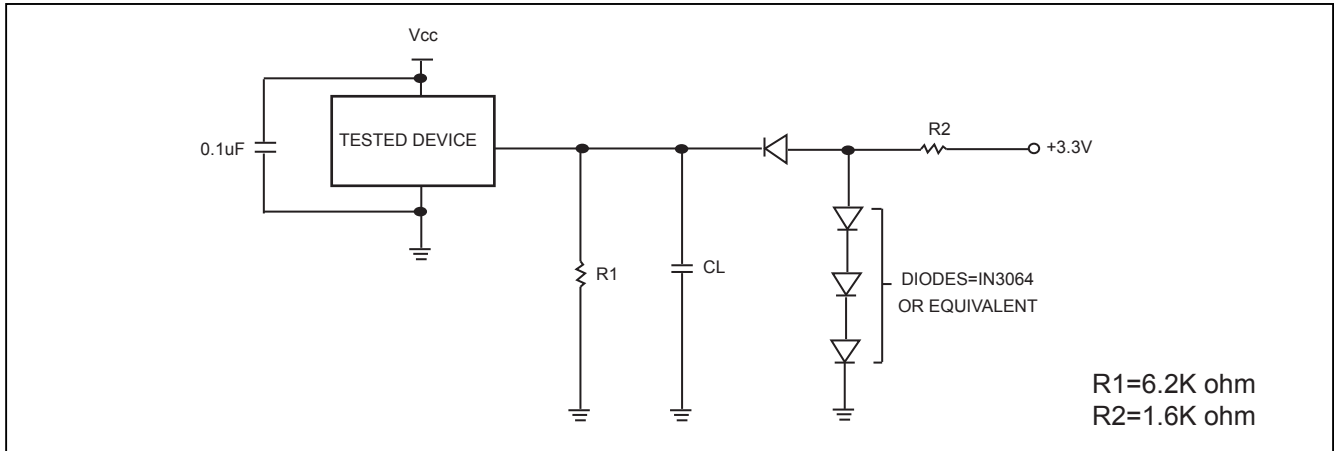 Vcc
0.1uF
TESTED DEVICE
R2
+3.3V
R1
CL
DIODES=IN3064
OR EQUIVALENT
R1=6.2K ohm
R2=1.6K ohm